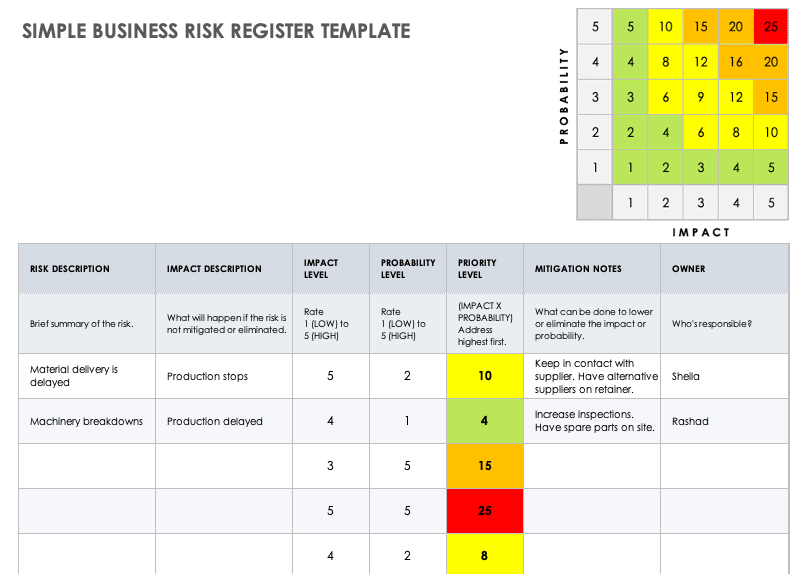 SIMPLE BUSINESS RISK REGISTER TEMPLATE
PROBABILITY
5 5 10 15 20 25
4 4 8 12 16 20
3 3 6 9 12 15
2 2 4 6 8 10
1 1 2 3 4 5
1 2 3 4 5
IMPACT
RISK DESCRIPTION
IMPACT DESCRIPTION
IMPACT
LEVEL
PROBABILITY
LEVEL
PRIORITY
LEVEL
MITIGATION NOTES
OWNER
Brief summary of the risk.
What will happen if the risk is
not mitigated or eliminated.
Rate
1 (LOW) to
5 (HIGH)
Rate
1 (LOW) to
5 (HIGH)
(IMPACT X
PROBABILITY)
Address
highest first.
What can be done to lower
or eliminate the impact or
probability.
Who's responsible?
Material delivery is
delayed
Production stops
5
2
10
Keep in contact with
supplier. Have alternative
suppliers on retainer.
Sheila
Machinery breakdowns
Production delayed
4
1
4
Increase inspections.
Have spare parts on site.
Rashad
3
5
15
5
5
25
4
2
8